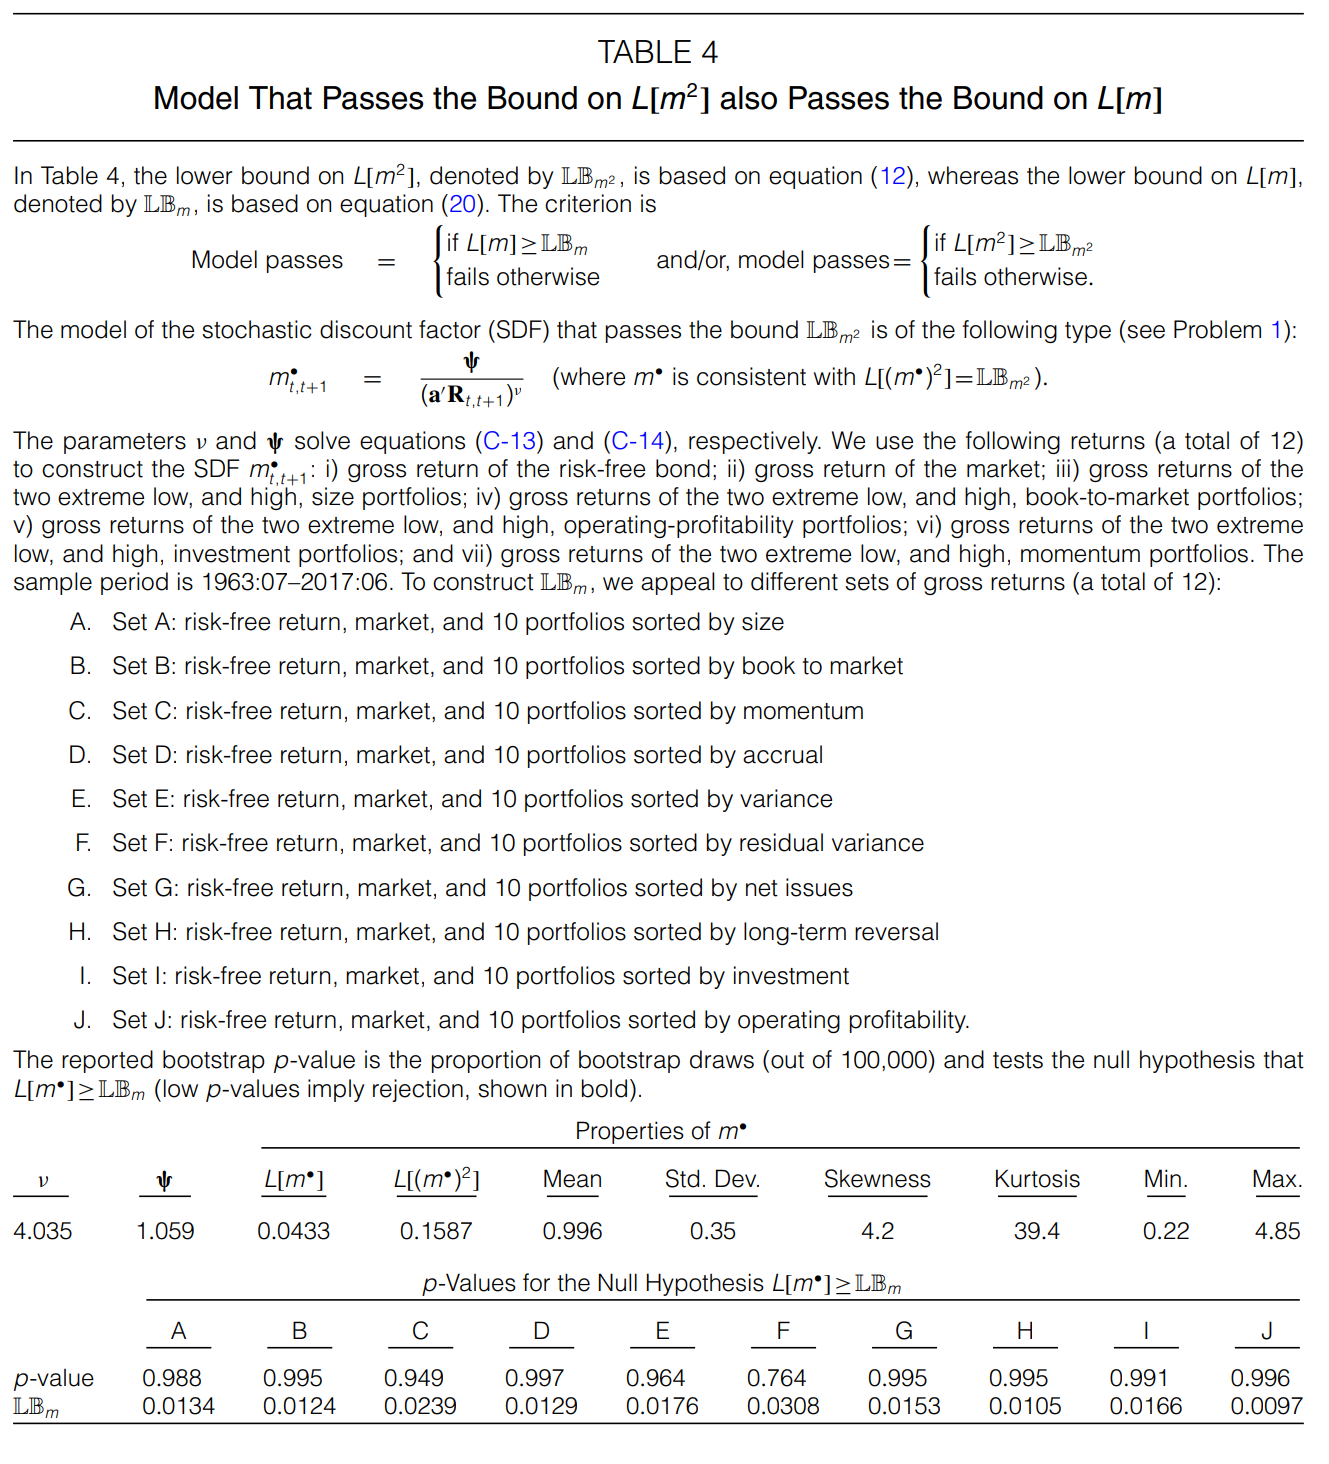 TABLE 4
Model That Passes the Bound on L[m²] also Passes the Bound on L[m]
In Table 4, the lower bound on L[m²], denoted by 𝕃𝔹ₘ², is based on equation (12), whereas the lower bound on L[m],
denoted by 𝕃𝔹ₘ, is based on equation (20). The criterion is
Model passes = { if L[m] ≥ 𝕃𝔹ₘ and/or, model passes = { if L[m²] ≥ 𝕃𝔹ₘ²
fails otherwise fails otherwise.
The model of the stochastic discount factor (SDF) that passes the bound 𝕃𝔹ₘ² is of the following type (see Problem 1):
m•t,t+1 = ψ / (a′Rt,t+1)^ν (where m• is consistent with L[(m•)²]=𝕃𝔹ₘ²).
The parameters ν and ψ solve equations (C-13) and (C-14), respectively. We use the following returns (a total of 12)
to construct the SDF m•t,t+1: i) gross return of the risk-free bond; ii) gross return of the market; iii) gross returns of the
two extreme low, and high, size portfolios; iv) gross returns of the two extreme low, and high, book-to-market portfolios;
v) gross returns of the two extreme low, and high, operating-profitability portfolios; vi) gross returns of the two extreme
low, and high, investment portfolios; and vii) gross returns of the two extreme low, and high, momentum portfolios. The
sample period is 1963:07–2017:06. To construct 𝕃𝔹ₘ, we appeal to different sets of gross returns (a total of 12):
A. Set A: risk-free return, market, and 10 portfolios sorted by size
B. Set B: risk-free return, market, and 10 portfolios sorted by book to market
C. Set C: risk-free return, market, and 10 portfolios sorted by momentum
D. Set D: risk-free return, market, and 10 portfolios sorted by accrual
E. Set E: risk-free return, market, and 10 portfolios sorted by variance
F. Set F: risk-free return, market, and 10 portfolios sorted by residual variance
G. Set G: risk-free return, market, and 10 portfolios sorted by net issues
H. Set H: risk-free return, market, and 10 portfolios sorted by long-term reversal
I. Set I: risk-free return, market, and 10 portfolios sorted by investment
J. Set J: risk-free return, market, and 10 portfolios sorted by operating profitability.
The reported bootstrap p-value is the proportion of bootstrap draws (out of 100,000) and tests the null hypothesis that
L[m•] ≥ 𝕃𝔹ₘ (low p-values imply rejection, shown in bold).
Properties of m•
ν ψ L[m•] L[(m•)²] Mean Std. Dev. Skewness Kurtosis Min. Max.
4.035 1.059 0.0433 0.1587 0.996 0.35 4.2 39.4 0.22 4.85
p-Values for the Null Hypothesis L[m•] ≥ 𝕃𝔹ₘ
A B C D E F G H I J
p-value 0.988 0.995 0.949 0.997 0.964 0.764 0.995 0.995 0.991 0.996
𝕃𝔹ₘ 0.0134 0.0124 0.0239 0.0129 0.0176 0.0308 0.0153 0.0105 0.0166 0.0097